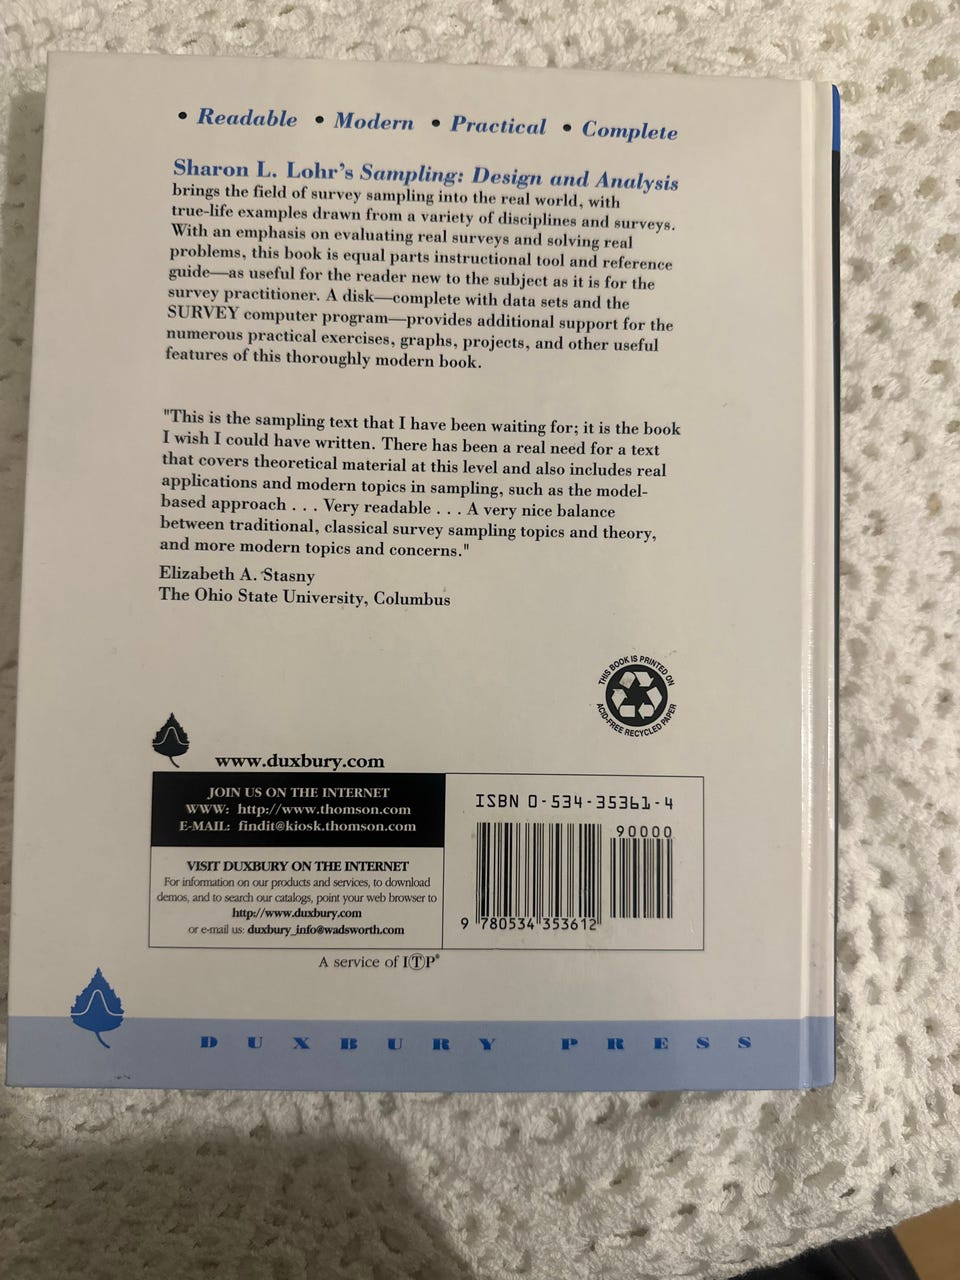 • Readable • Modern • Practical • Complete
Sharon L. Lohr's Sampling: Design and Analysis
brings the field of survey sampling into the real world, with
true-life examples drawn from a variety of disciplines and surveys.
With an emphasis on evaluating real surveys and solving real
problems, this book is equal parts instructional tool and reference
guide—as useful for the reader new to the subject as it is for the
survey practitioner. A disk—complete with data sets and the
SURVEY computer program—provides additional support for the
numerous practical exercises, graphs, projects, and other useful
features of this thoroughly modern book.
"This is the sampling text that I have been waiting for; it is the book
I wish I could have written. There has been a real need for a text
that covers theoretical material at this level and also includes real
applications and modern topics in sampling, such as the model-
based approach . . . Very readable . . . A very nice balance
between traditional, classical survey sampling topics and theory,
and more modern topics and concerns."
Elizabeth A. Stasny
The Ohio State University, Columbus
THIS BOOK IS PRINTED ON
ACID-FREE RECYCLED PAPER
www.duxbury.com
JOIN US ON THE INTERNET
WWW: http://www.thomson.com
E-MAIL: findit@kiosk.thomson.com
VISIT DUXBURY ON THE INTERNET
For information on our products and services, to download
demos, and to search our catalogs, point your web browser to
http://www.duxbury.com
or e-mail us: duxbury_info@wadsworth.com
ISBN 0-534-35361-4
90000
9 780534 353612
A service of ITP®
DUXBURY PRESS